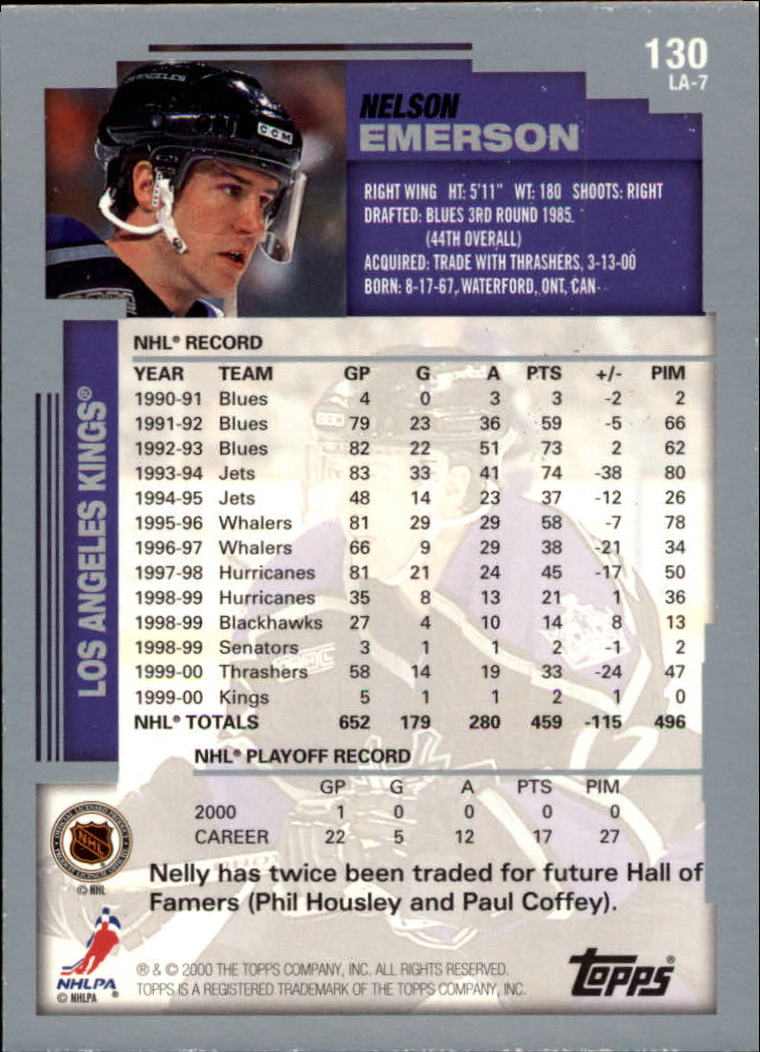 130
LA-7
NELSON
EMERSON
RIGHT WING HT: 5'11" WT: 180 SHOOTS: RIGHT
DRAFTED: BLUES 3RD ROUND 1985.
(44TH OVERALL)
ACQUIRED: TRADE WITH THRASHERS, 3-13-00
BORN: 8-17-67, WATERFORD, ONT, CAN
CCM
LOS ANGELES KINGS®
NHL® RECORD
YEAR TEAM GP G A PTS +/- PIM
1990-91 Blues 4 0 3 3 -2 2
1991-92 Blues 79 23 36 59 -5 66
1992-93 Blues 82 22 51 73 2 62
1993-94 Jets 83 33 41 74 -38 80
1994-95 Jets 48 14 23 37 -12 26
1995-96 Whalers 81 29 29 58 -7 78
1996-97 Whalers 66 9 29 38 -21 34
1997-98 Hurricanes 81 21 24 45 -17 50
1998-99 Hurricanes 35 8 13 21 1 36
1998-99 Blackhawks 27 4 10 14 8 13
1998-99 Senators 3 1 1 2 -1 2
1999-00 Thrashers 58 14 19 33 -24 47
1999-00 Kings 5 1 1 2 1 0
NHL® TOTALS 652 179 280 459 -115 496
NHL® PLAYOFF RECORD
GP G A PTS PIM
2000 1 0 0 0 0
CAREER 22 5 12 17 27
Nelly has twice been traded for future Hall of
Famers (Phil Housley and Paul Coffey).
NHL
© NHL
NHLPA ®
© NHLPA
® & © 2000 THE TOPPS COMPANY, INC. ALL RIGHTS RESERVED.
TOPPS IS A REGISTERED TRADEMARK OF THE TOPPS COMPANY, INC.
Topps®